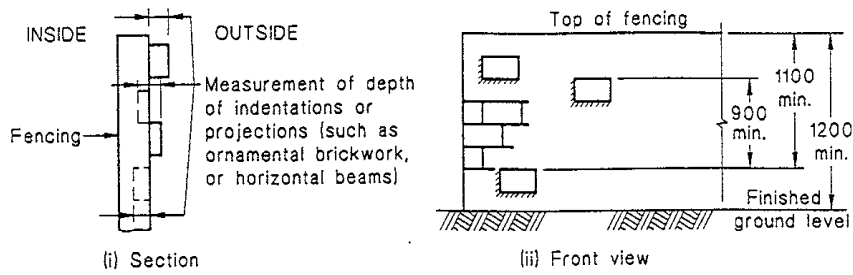 INSIDE
OUTSIDE
Measurement of depth
of indentations or
projections (such as
ornamental brickwork,
or horizontal beams)
Fencing
(i) Section
Top of fencing
1100
min.
900
min.
1200
min.
Finished
ground level
(ii) Front view